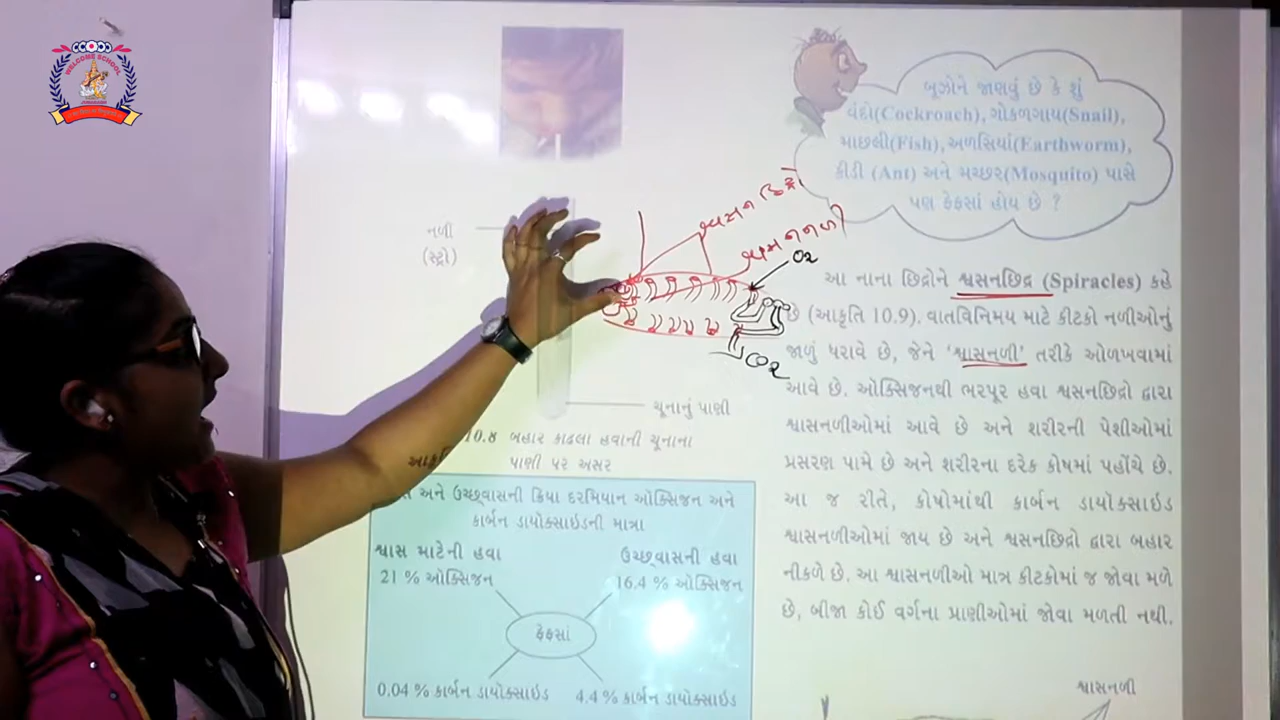 WELCOME SCHOOL
નળી
(સ્ટ્રો)
ચૂનાનું પાણી
10.4 બહાર કાઢેલા હવાની ચૂનાના
પાણી પર અસર
અને ઉચ્છ્‌વાસની ક્રિયા દરમિયાન ઑક્સિજન અને
કાર્બન ડાયૉક્સાઇડની માત્રા
શ્વાસ માટેની હવા
ઉચ્છ્‌વાસની હવા
21 % ઑક્સિજન
16.4 % ઑક્સિજન
ફેફસાં
0.04 % કાર્બન ડાયૉક્સાઇડ
4.4 % કાર્બન ડાયૉક્સાઇડ
શ્વસન છિદ્રો
શ્વસનનળી
O2
CO2
બૂઝોને જાણવું છે કે શું
વંદો(Cockroach), ગોકળગાય(Snail),
માછલી(Fish), અળસિયાં(Earthworm),
કીડી (Ant) અને મચ્છર(Mosquito) પાસે
પણ ફેફસાં હોય છે ?
આ નાના છિદ્રોને શ્વસનછિદ્ર (Spiracles) કહે
છે (આકૃતિ 10.9). વાતવિનિમય માટે કીટકો નળીઓનું
જાળું ધરાવે છે, જેને ‘શ્વાસનળી’ તરીકે ઓળખવામાં
આવે છે. ઑક્સિજનથી ભરપૂર હવા શ્વસનછિદ્રો દ્વારા
શ્વાસનળીઓમાં આવે છે અને શરીરની પેશીઓમાં
પ્રસરણ પામે છે અને શરીરના દરેક કોષમાં પહોંચે છે.
આ જ રીતે, કોષોમાંથી કાર્બન ડાયૉક્સાઇડ
શ્વાસનળીઓમાં જાય છે અને શ્વસનછિદ્રો દ્વારા બહાર
નીકળે છે. આ શ્વાસનળીઓ માત્ર કીટકોમાં જ જોવા મળે
છે, બીજા કોઈ વર્ગના પ્રાણીઓમાં જોવા મળતી નથી.
શ્વાસનળી